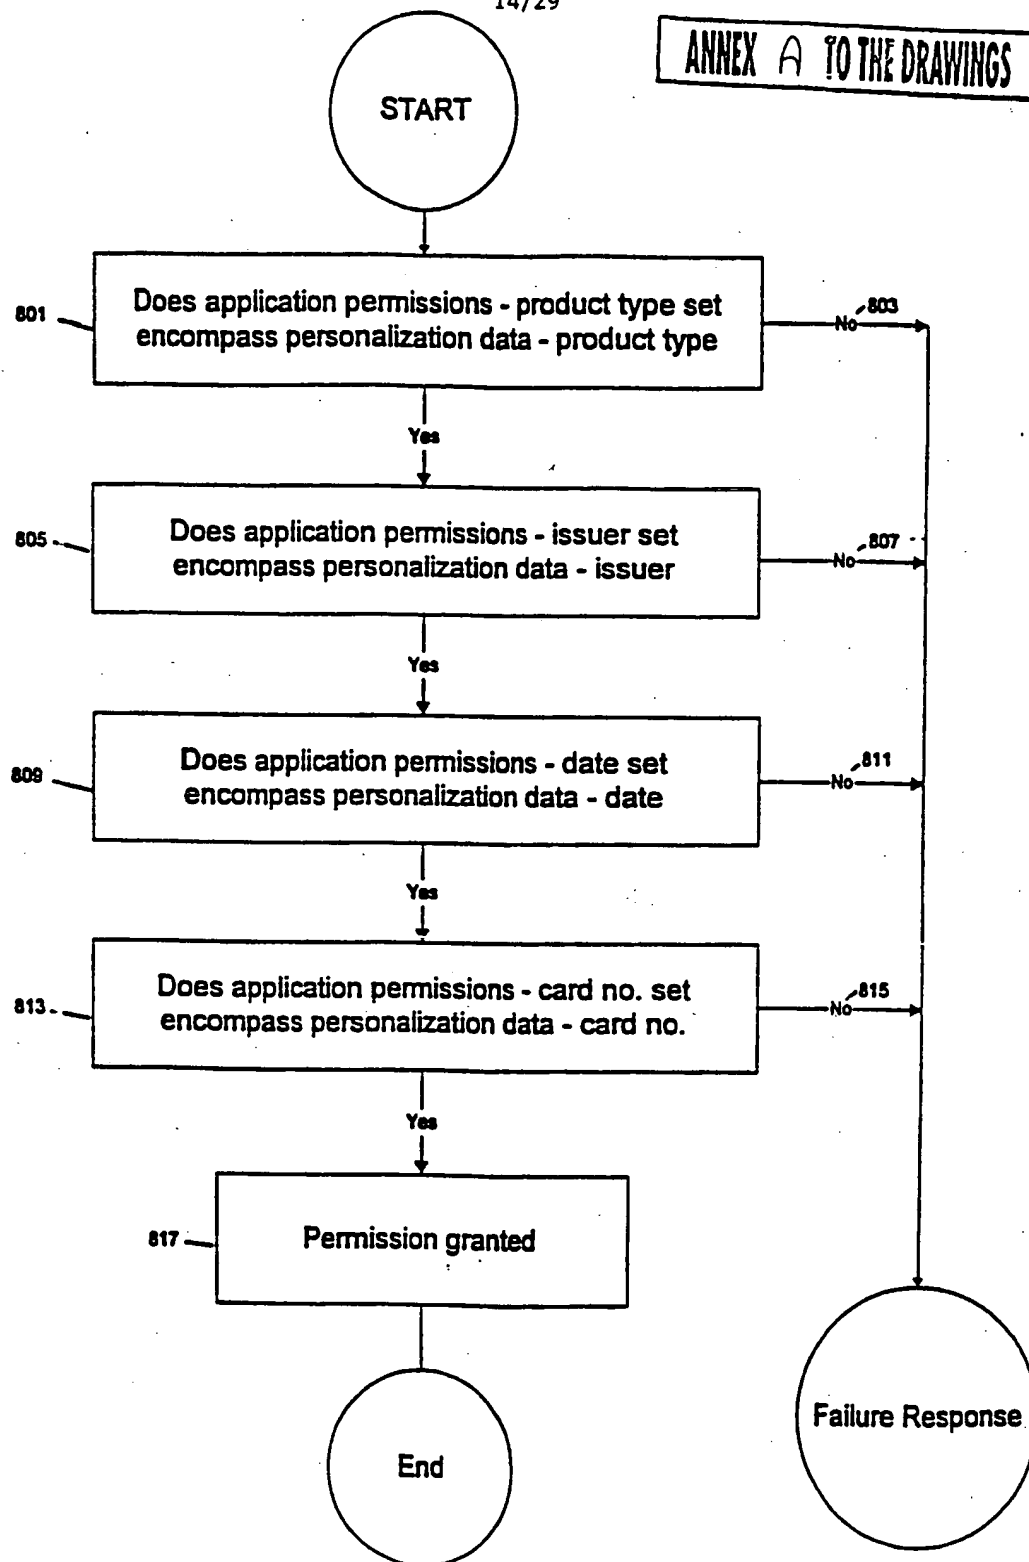 14/29
ANNEX A TO THE DRAWINGS
START
801
Does application permissions - product type set
encompass personalization data - product type
803
No
Yes
805
Does application permissions - issuer set
encompass personalization data - issuer
807
No
Yes
809
Does application permissions - date set
encompass personalization data - date
811
No
Yes
813
Does application permissions - card no. set
encompass personalization data - card no.
815
No
Yes
817
Permission granted
End
Failure Response